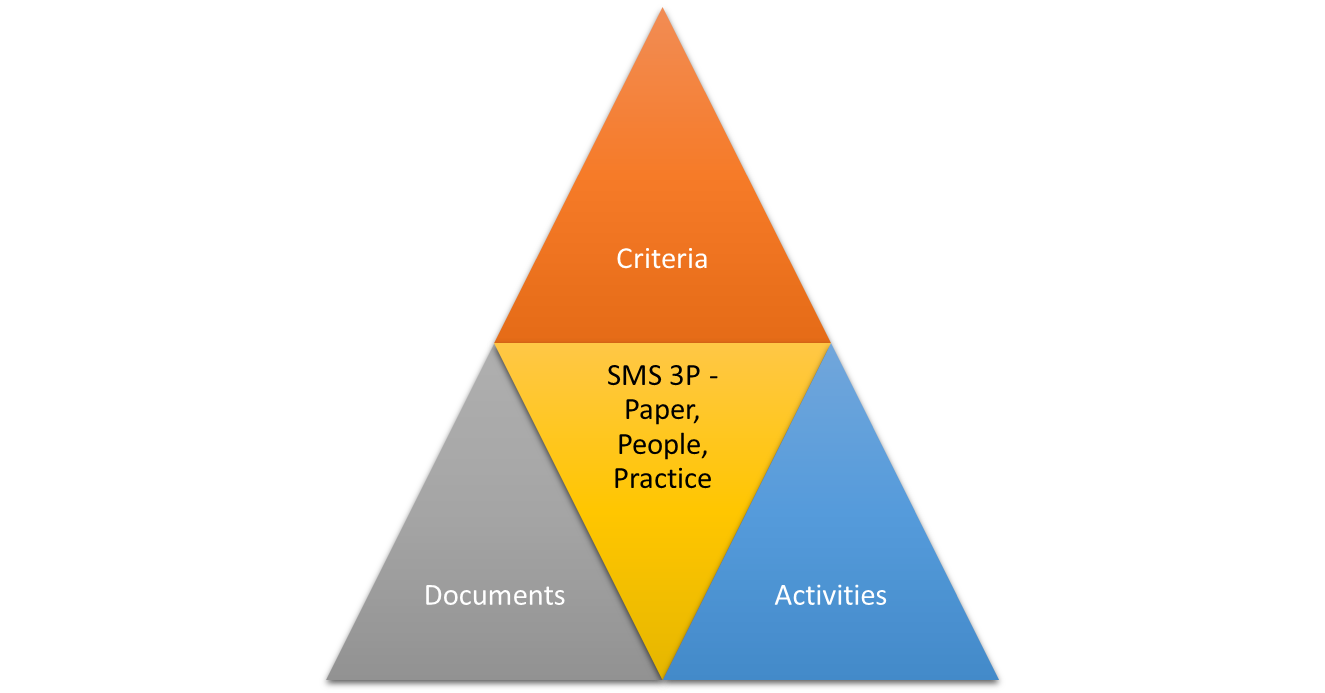 Criteria
SMS 3P -
Paper,
People,
Practice
Documents
Activities